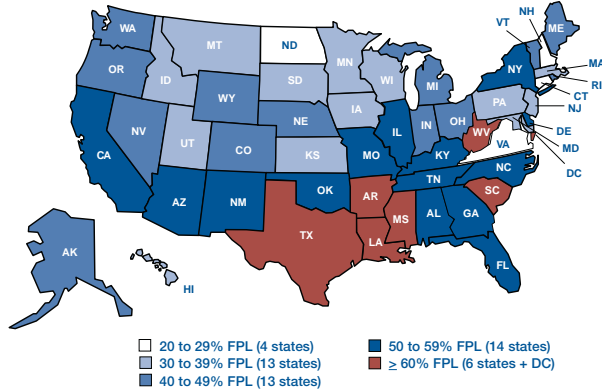 WA
MT
ND
MN
VT
NH
ME
OR
ID
SD
WI
MI
NY
MA
RI
CT
WY
IA
PA
NJ
NV
NE
IL
IN
OH
DE
MD
DC
CA
UT
CO
KS
MO
KY
WV
VA
AZ
NM
OK
AR
TN
NC
SC
TX
LA
MS
AL
GA
FL
AK
HI
20 to 29% FPL (4 states)
30 to 39% FPL (13 states)
40 to 49% FPL (13 states)
50 to 59% FPL (14 states)
≥ 60% FPL (6 states + DC)